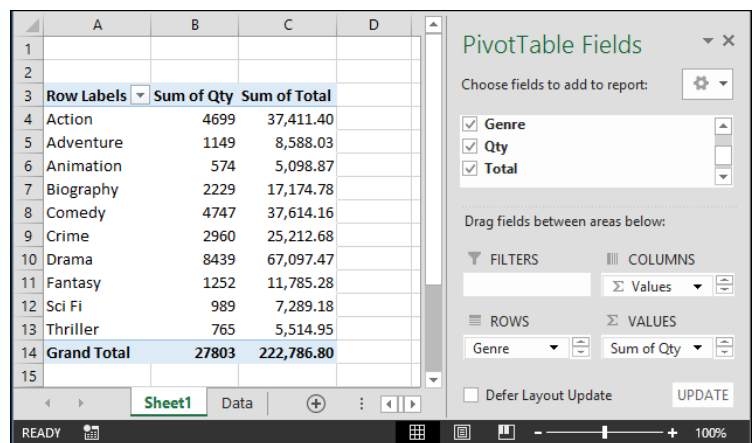 A B C D
1
2
3 Row Labels Sum of Qty Sum of Total
4 Action 4699 37,411.40
5 Adventure 1149 8,588.03
6 Animation 574 5,098.87
7 Biography 2229 17,174.78
8 Comedy 4747 37,614.16
9 Crime 2960 25,212.68
10 Drama 8439 67,097.47
11 Fantasy 1252 11,785.28
12 Sci Fi 989 7,289.18
13 Thriller 765 5,514.95
14 Grand Total 27803 222,786.80
15
Sheet1 Data
PivotTable Fields
Choose fields to add to report:
Genre
Qty
Total
Drag fields between areas below:
FILTERS COLUMNS
Σ Values
ROWS Σ VALUES
Genre Sum of Qty
Defer Layout Update UPDATE
READY 100%